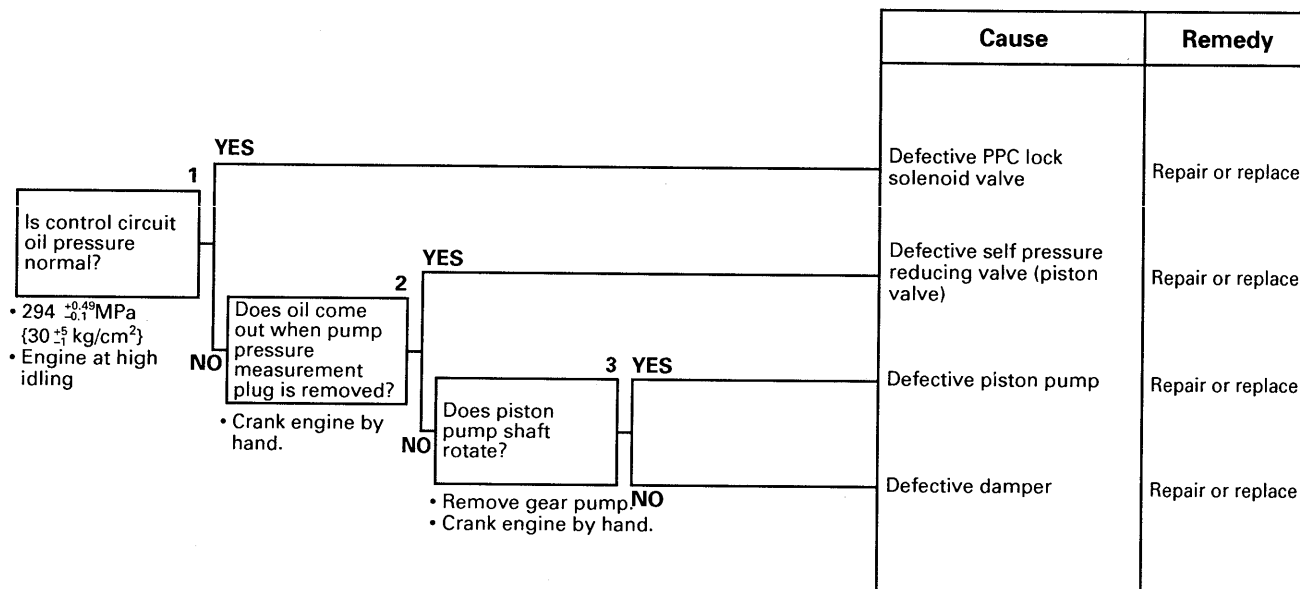 Cause
Remedy
YES
1
Is control circuit
oil pressure
normal?
• 294 +0.49 -0.1 MPa
{30 +5 -1 kg/cm²}
• Engine at high
idling
Defective PPC lock
solenoid valve
Repair or replace
YES
2
NO
Does oil come
out when pump
pressure
measurement
plug is removed?
• Crank engine by
hand.
Defective self pressure
reducing valve (piston
valve)
Repair or replace
3
YES
NO
Does piston
pump shaft
rotate?
• Remove gear pump.
• Crank engine by hand.
Defective piston pump
Repair or replace
NO
Defective damper
Repair or replace